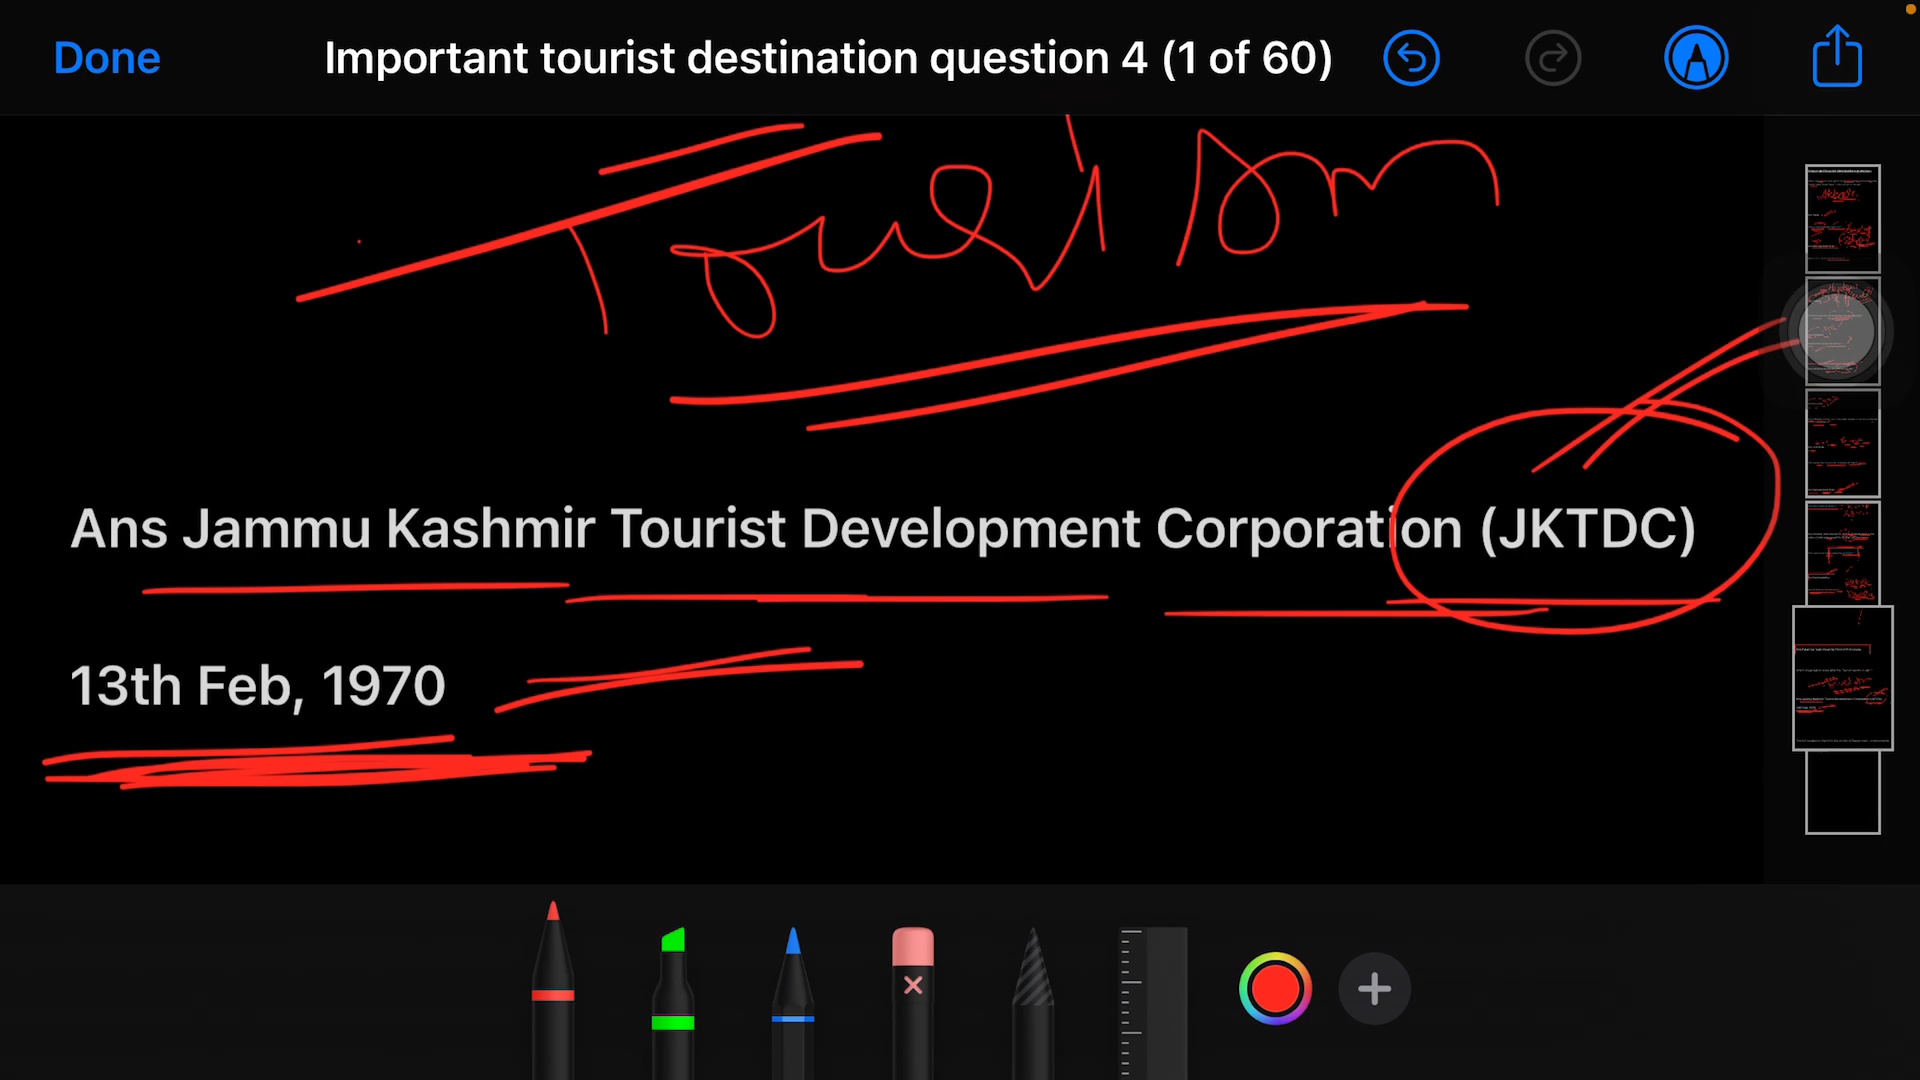 Done
Important tourist destination question 4 (1 of 60)
Tourism
Ans Jammu Kashmir Tourist Development Corporation (JKTDC)
13th Feb, 1970